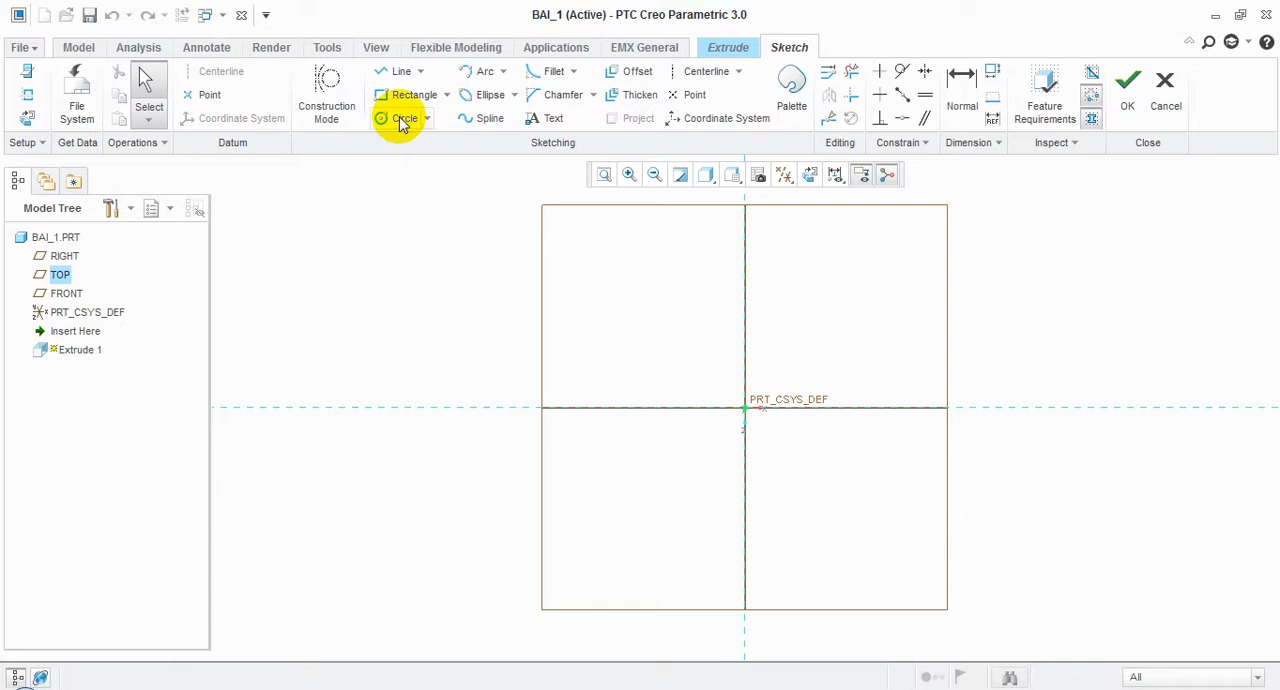 BAI_1 (Active) - PTC Creo Parametric 3.0
File Model Analysis Annotate Render Tools View Flexible Modeling Applications EMX General Extrude Sketch
File System
Select
Centerline
Point
Coordinate System
Construction Mode
Line
Rectangle
Circle
Arc
Ellipse
Spline
Fillet
Chamfer
Text
Offset
Thicken
Project
Centerline
Point
Coordinate System
Palette
Normal
Feature Requirements
OK
Cancel
Setup Get Data Operations Datum Sketching Editing Constrain Dimension Inspect Close
Model Tree
BAI_1.PRT
RIGHT
TOP
FRONT
PRT_CSYS_DEF
Insert Here
Extrude 1
PRT_CSYS_DEF
All